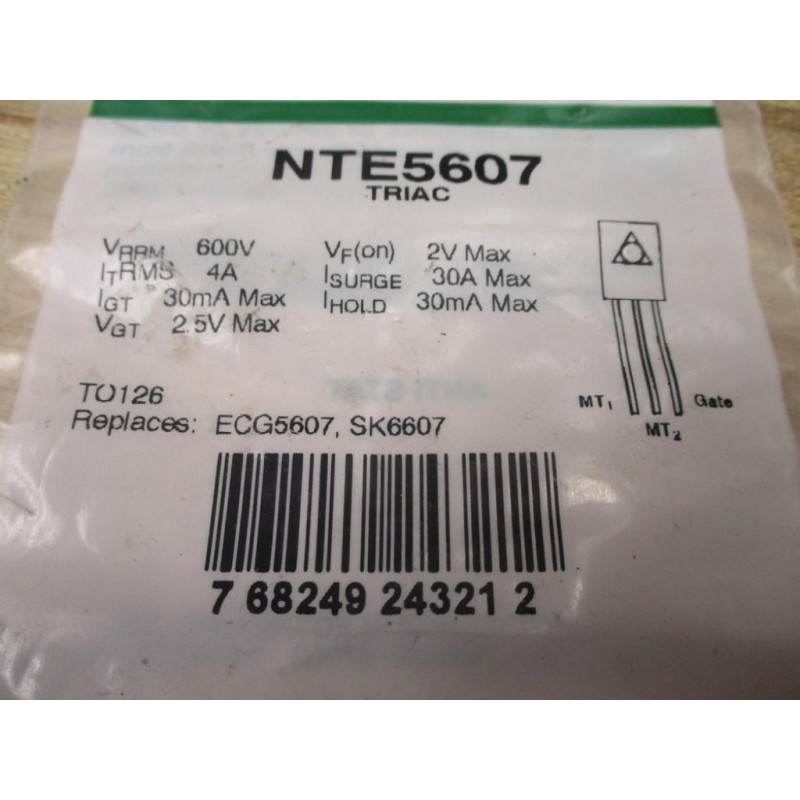 NTE5607
TRIAC
VRRM 600V
ITRMS 4A
IGT 30mA Max
VGT 2.5V Max
VF(on) 2V Max
ISURGE 30A Max
IHOLD 30mA Max
MT1 Gate
MT2
TO126
Replaces: ECG5607, SK6607
7 68249 24321 2